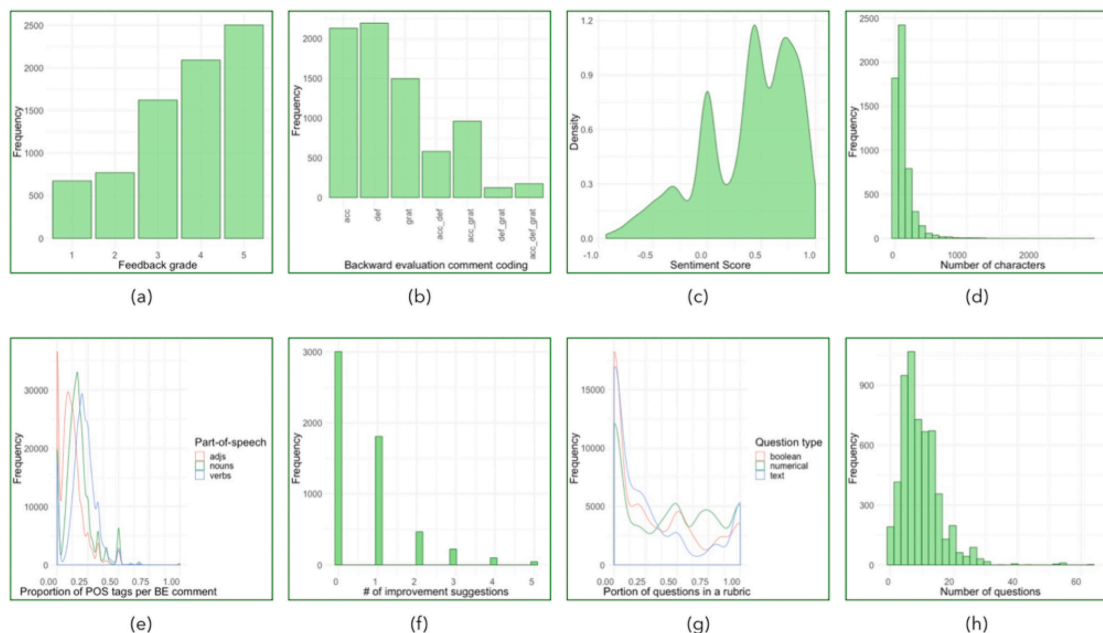 2500
2000
1500
1000
500
0
Frequency
1 2 3 4 5
Feedback grade
(a)
2000
1500
1000
500
0
Frequency
acc def grat acc_def acc_grat def_grat acc_def_grat
Backward evaluation comment coding
(b)
1.2
0.9
0.6
0.3
0.0
Density
-1.0 -0.5 0.0 0.5 1.0
Sentiment Score
(c)
2500
2000
1500
1000
500
0
Frequency
0 1000 2000
Number of characters
(d)
30000
20000
10000
0
Frequency
Part-of-speech
adjs
nouns
verbs
0.00 0.25 0.50 0.75 1.00
Proportion of POS tags per BE comment
(e)
3000
2000
1000
0
Frequency
0 1 2 3 4 5
# of improvement suggestions
(f)
15000
10000
5000
0
Frequency
Question type
boolean
numerical
text
0.00 0.25 0.50 0.75 1.00
Portion of questions in a rubric
(g)
900
600
300
0
Frequency
0 20 40 60
Number of questions
(h)